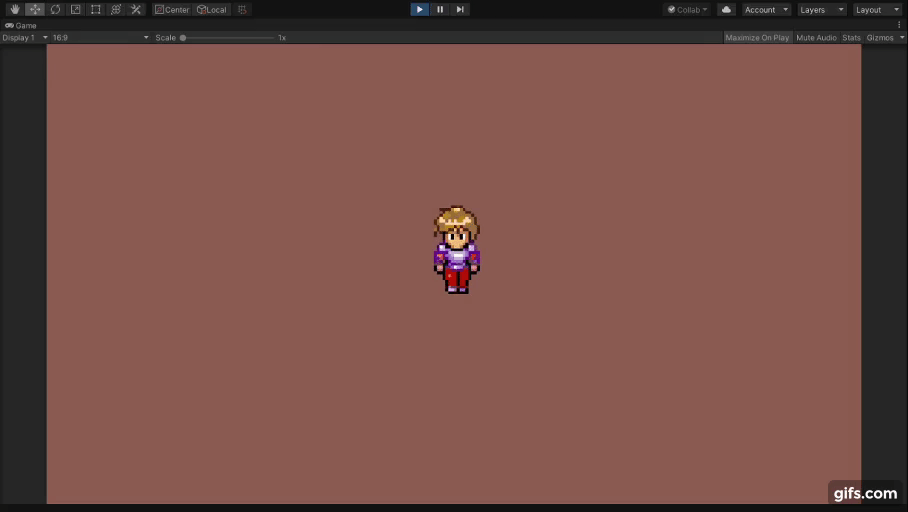 Center Local Collab Account Layers Layout
Game
Display 1 16:9 Scale 1x Maximize On Play Mute Audio Stats Gizmos
gifs.com